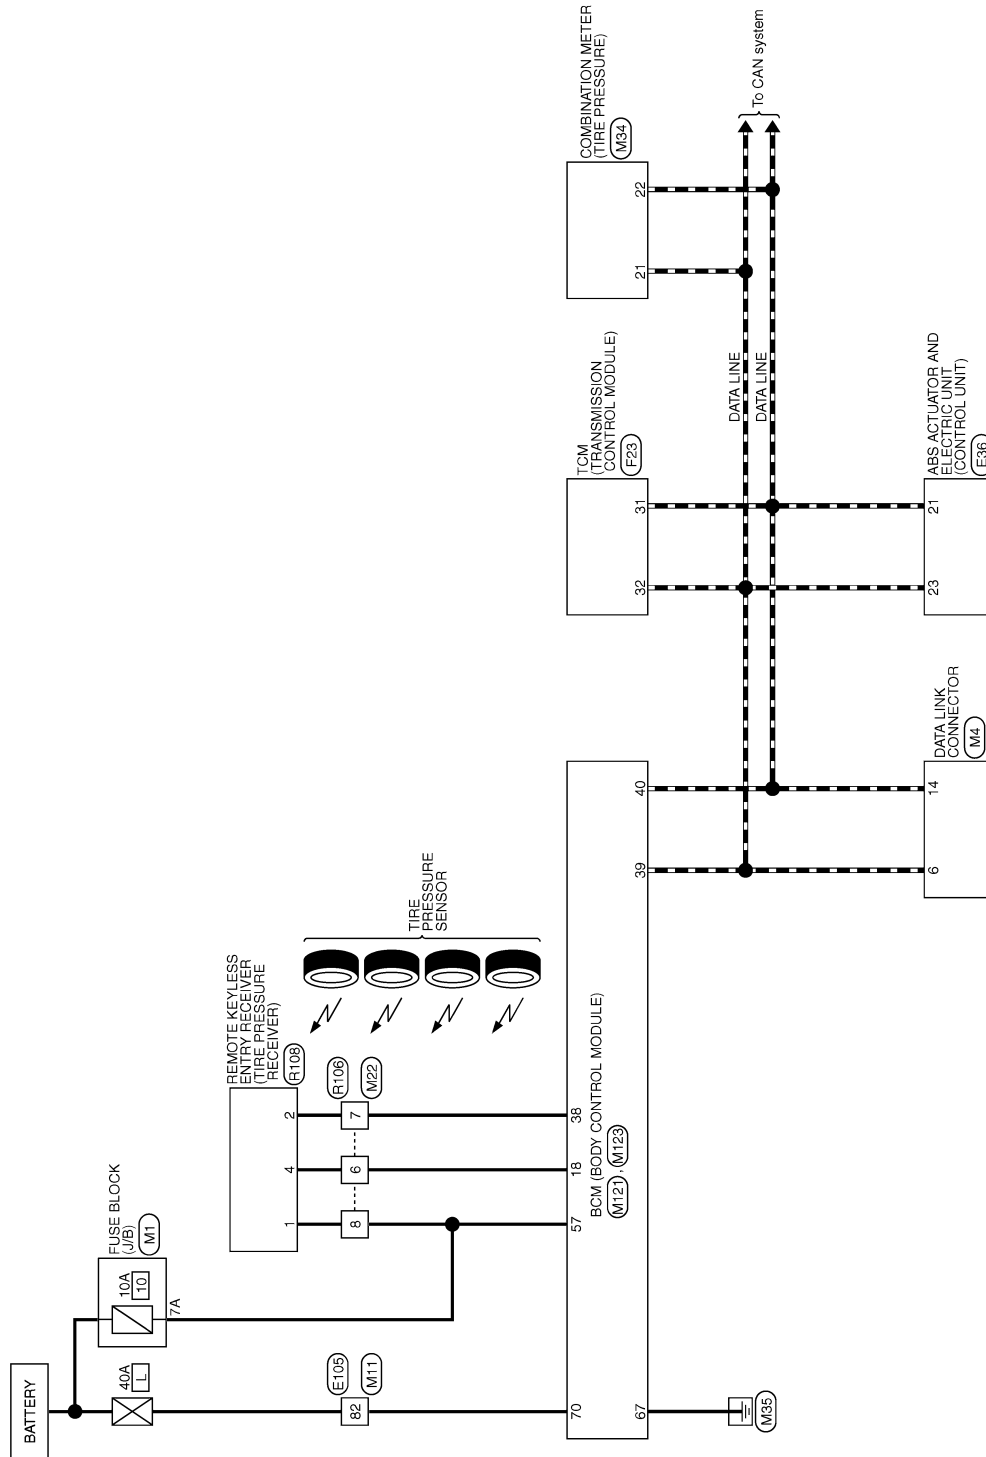 BATTERY
40A
L
10A
10
7A
FUSE BLOCK
(J/B)
M1
E105
82
M11
REMOTE KEYLESS
ENTRY RECEIVER
(TIRE PRESSURE
RECEIVER)
R108
1
4
2
R106
8
6
7
M22
TIRE
PRESSURE
SENSOR
70
57
18
38
BCM (BODY CONTROL MODULE)
M121 , M123
67
39
40
M35
TCM
(TRANSMISSION
CONTROL MODULE)
F23
32
31
COMBINATION METER
(TIRE PRESSURE)
M34
21
22
DATA LINE
DATA LINE
To CAN system
6
14
DATA LINK
CONNECTOR
M4
23
21
ABS ACTUATOR AND
ELECTRIC UNIT
(CONTROL UNIT)
E36